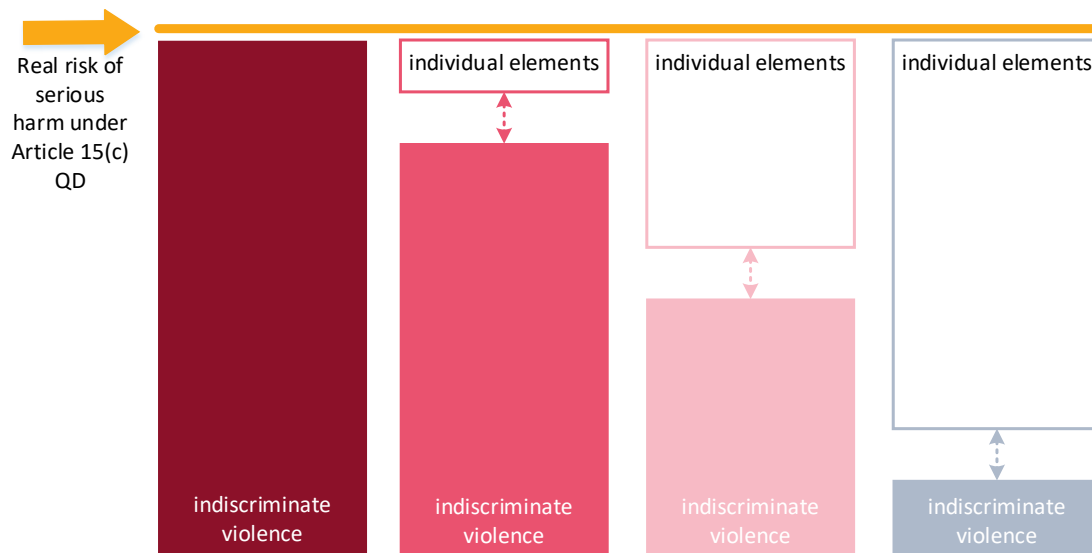 Real risk of
serious
harm under
Article 15(c)
QD
individual elements
individual elements
individual elements
indiscriminate
violence
indiscriminate
violence
indiscriminate
violence
indiscriminate
violence